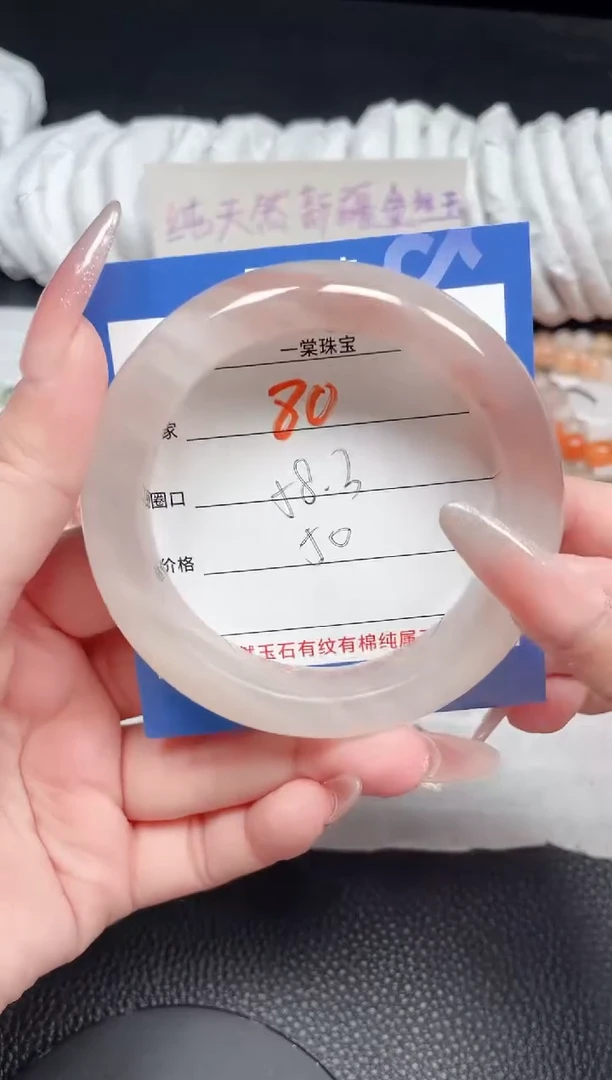 纯天然新疆金丝玉
一棠珠宝
家 80
圈口 58.3
价格 50
然玉石有纹有棉纯属